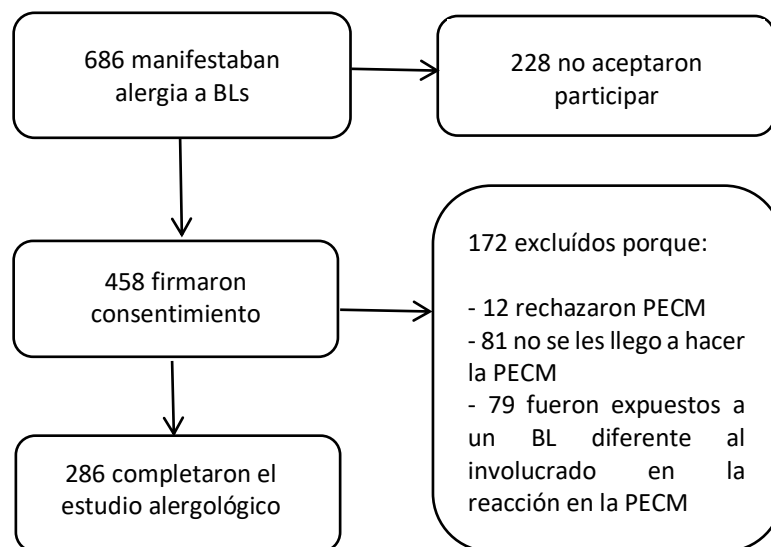 686 manifestaban
alergia a BLs
228 no aceptaron
participar
458 firmaron
consentimiento
172 excluídos porque:
- 12 rechazaron PECM
- 81 no se les llego a hacer
la PECM
- 79 fueron expuestos a
un BL diferente al
involucrado en la
reacción en la PECM
286 completaron el
estudio alergológico